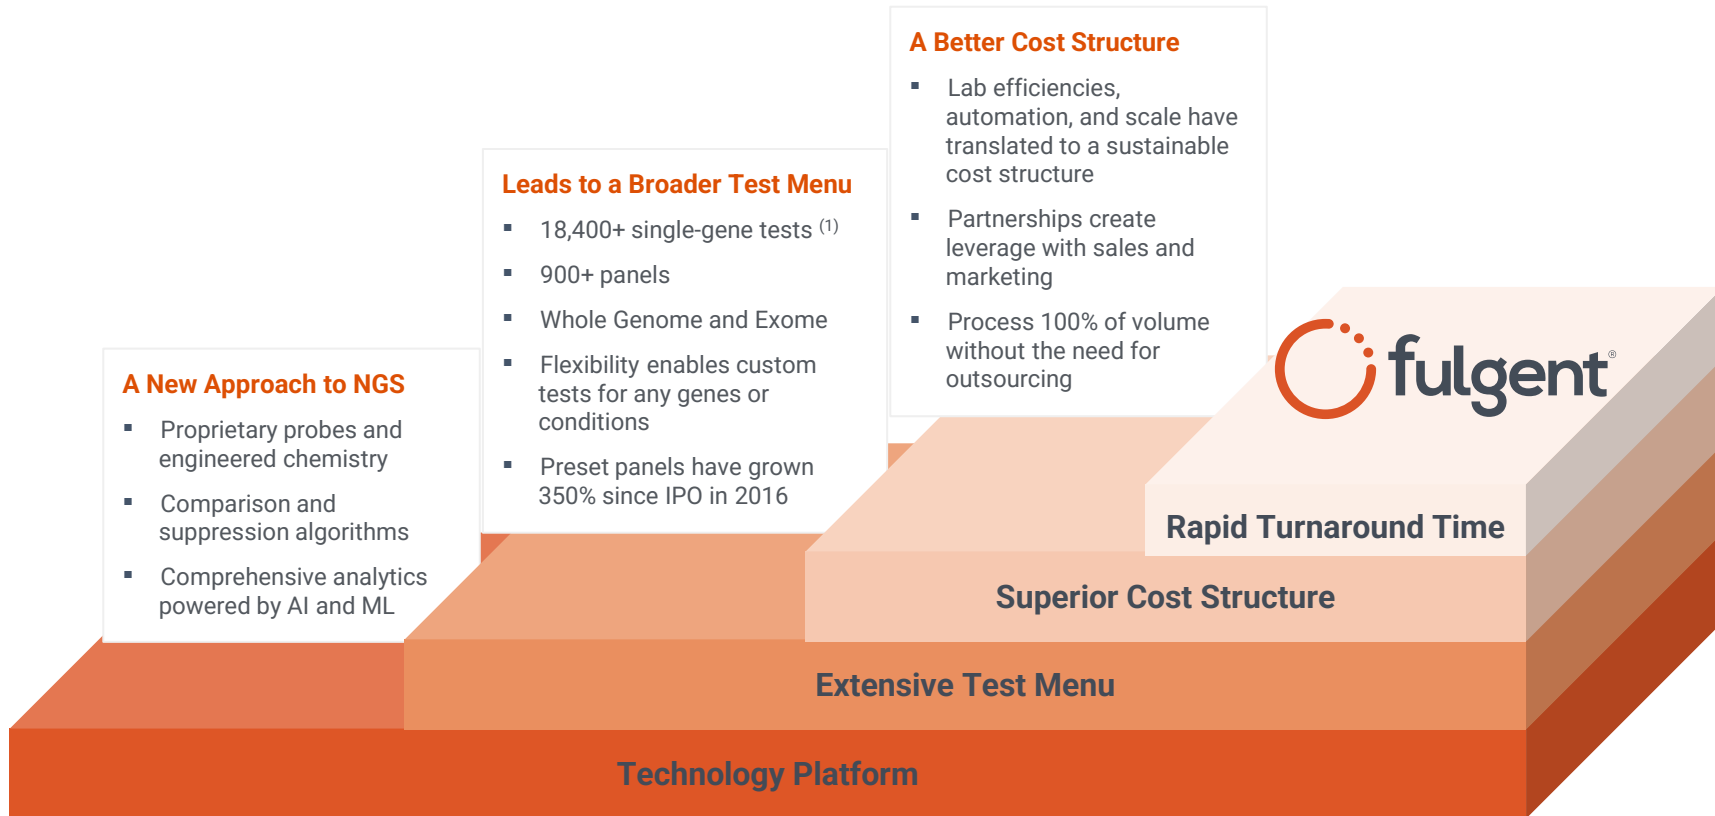 A New Approach to NGS
▪ Proprietary probes and
engineered chemistry
▪ Comparison and
suppression algorithms
▪ Comprehensive analytics
powered by AI and ML
Leads to a Broader Test Menu
▪ 18,400+ single-gene tests (1)
▪ 900+ panels
▪ Whole Genome and Exome
▪ Flexibility enables custom
tests for any genes or
conditions
▪ Preset panels have grown
350% since IPO in 2016
A Better Cost Structure
▪ Lab efficiencies,
automation, and scale have
translated to a sustainable
cost structure
▪ Partnerships create
leverage with sales and
marketing
▪ Process 100% of volume
without the need for
outsourcing
fulgent®
Rapid Turnaround Time
Superior Cost Structure
Extensive Test Menu
Technology Platform